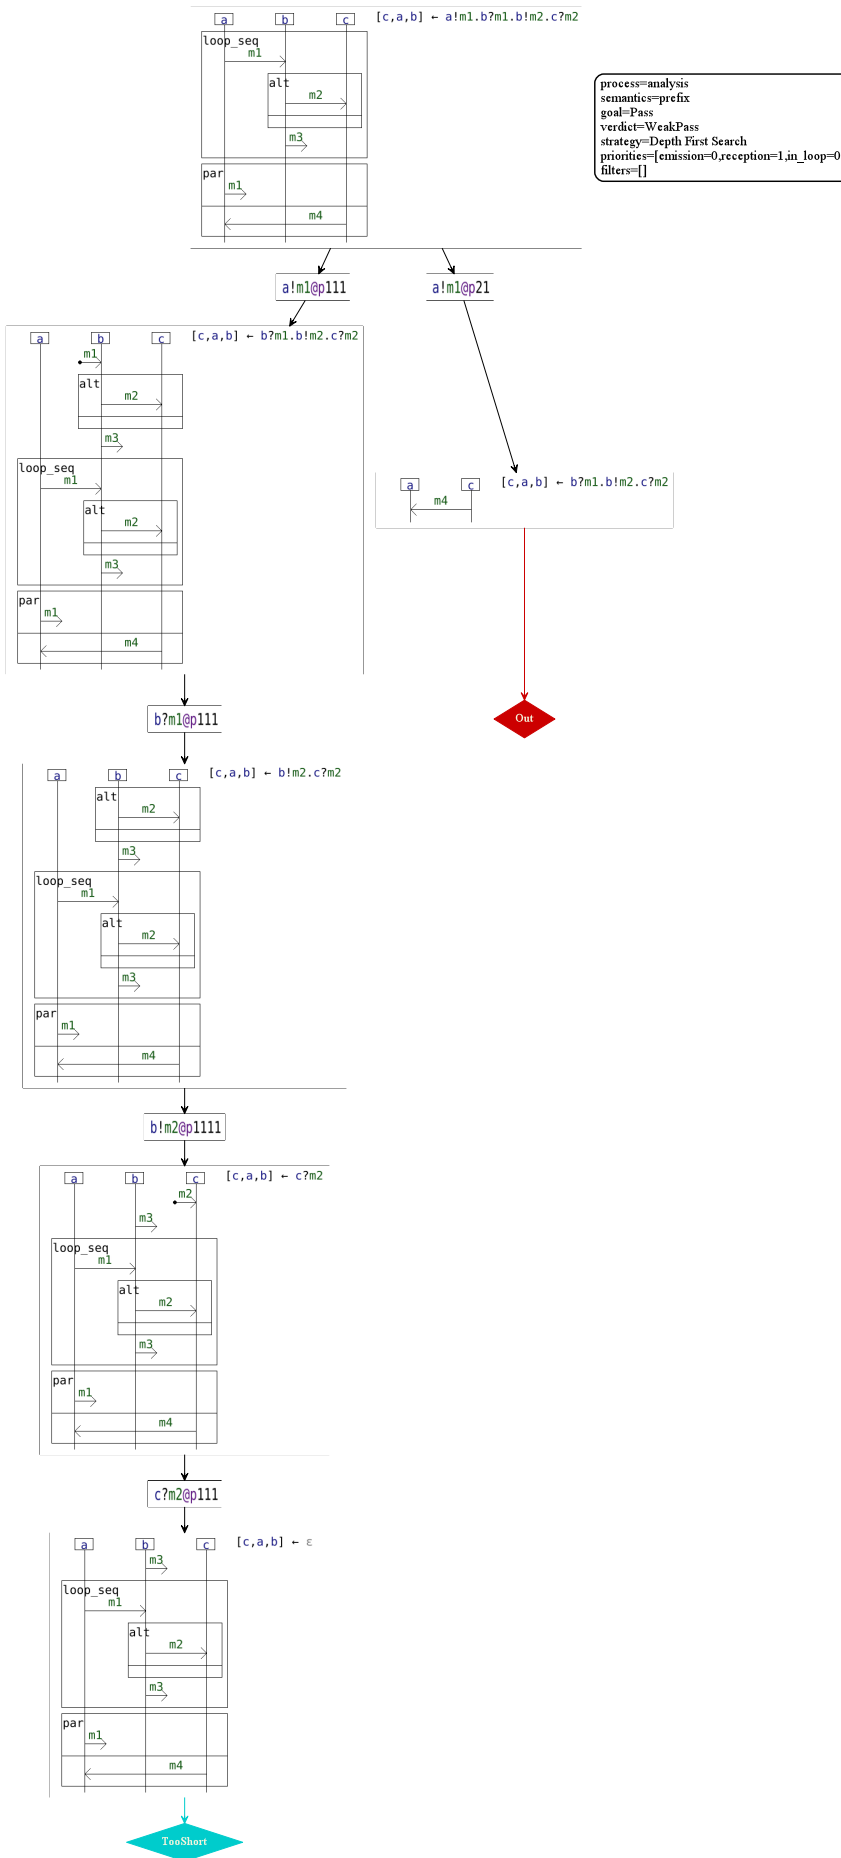 a b c [c,a,b] ← a!m1.b?m1.b!m2.c?m2
loop_seq
m1
alt
m2
m3
par
m1
m4
process=analysis
semantics=prefix
goal=Pass
verdict=WeakPass
strategy=Depth First Search
priorities=[emission=0,reception=1,in_loop=0
filters=[]
a!m1@p111 a!m1@p21
a b c [c,a,b] ← b?m1.b!m2.c?m2
m1
alt
m2
m3
loop_seq
m1
alt
m2
m3
par
m1
m4
a c [c,a,b] ← b?m1.b!m2.c?m2
m4
b?m1@p111
Out
a b c [c,a,b] ← b!m2.c?m2
alt
m2
m3
loop_seq
m1
alt
m2
m3
par
m1
m4
b!m2@p1111
a b c [c,a,b] ← c?m2
m2
m3
loop_seq
m1
alt
m2
m3
par
m1
m4
c?m2@p111
a b c [c,a,b] ← ε
m3
loop_seq
m1
alt
m2
m3
par
m1
m4
TooShort